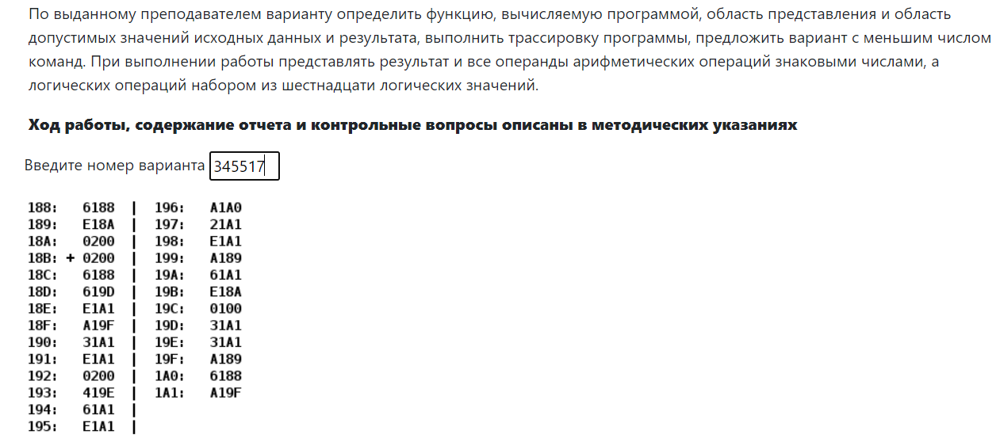 По выданному преподавателем варианту определить функцию, вычисляемую программой, область представления и область
допустимых значений исходных данных и результата, выполнить трассировку программы, предложить вариант с меньшим числом
команд. При выполнении работы представлять результат и все операнды арифметических операций знаковыми числами, а
логических операций набором из шестнадцати логических значений.
Ход работы, содержание отчета и контрольные вопросы описаны в методических указаниях
Введите номер варианта 345517
188: 6188 | 196: A1A0
189: E18A | 197: 21A1
18A: 0200 | 198: E1A1
18B: + 0200 | 199: A189
18C: 6188 | 19A: 61A1
18D: 619D | 19B: E18A
18E: E1A1 | 19C: 0100
18F: A19F | 19D: 31A1
190: 31A1 | 19E: 31A1
191: E1A1 | 19F: A189
192: 0200 | 1A0: 6188
193: 419E | 1A1: A19F
194: 61A1 |
195: E1A1 |